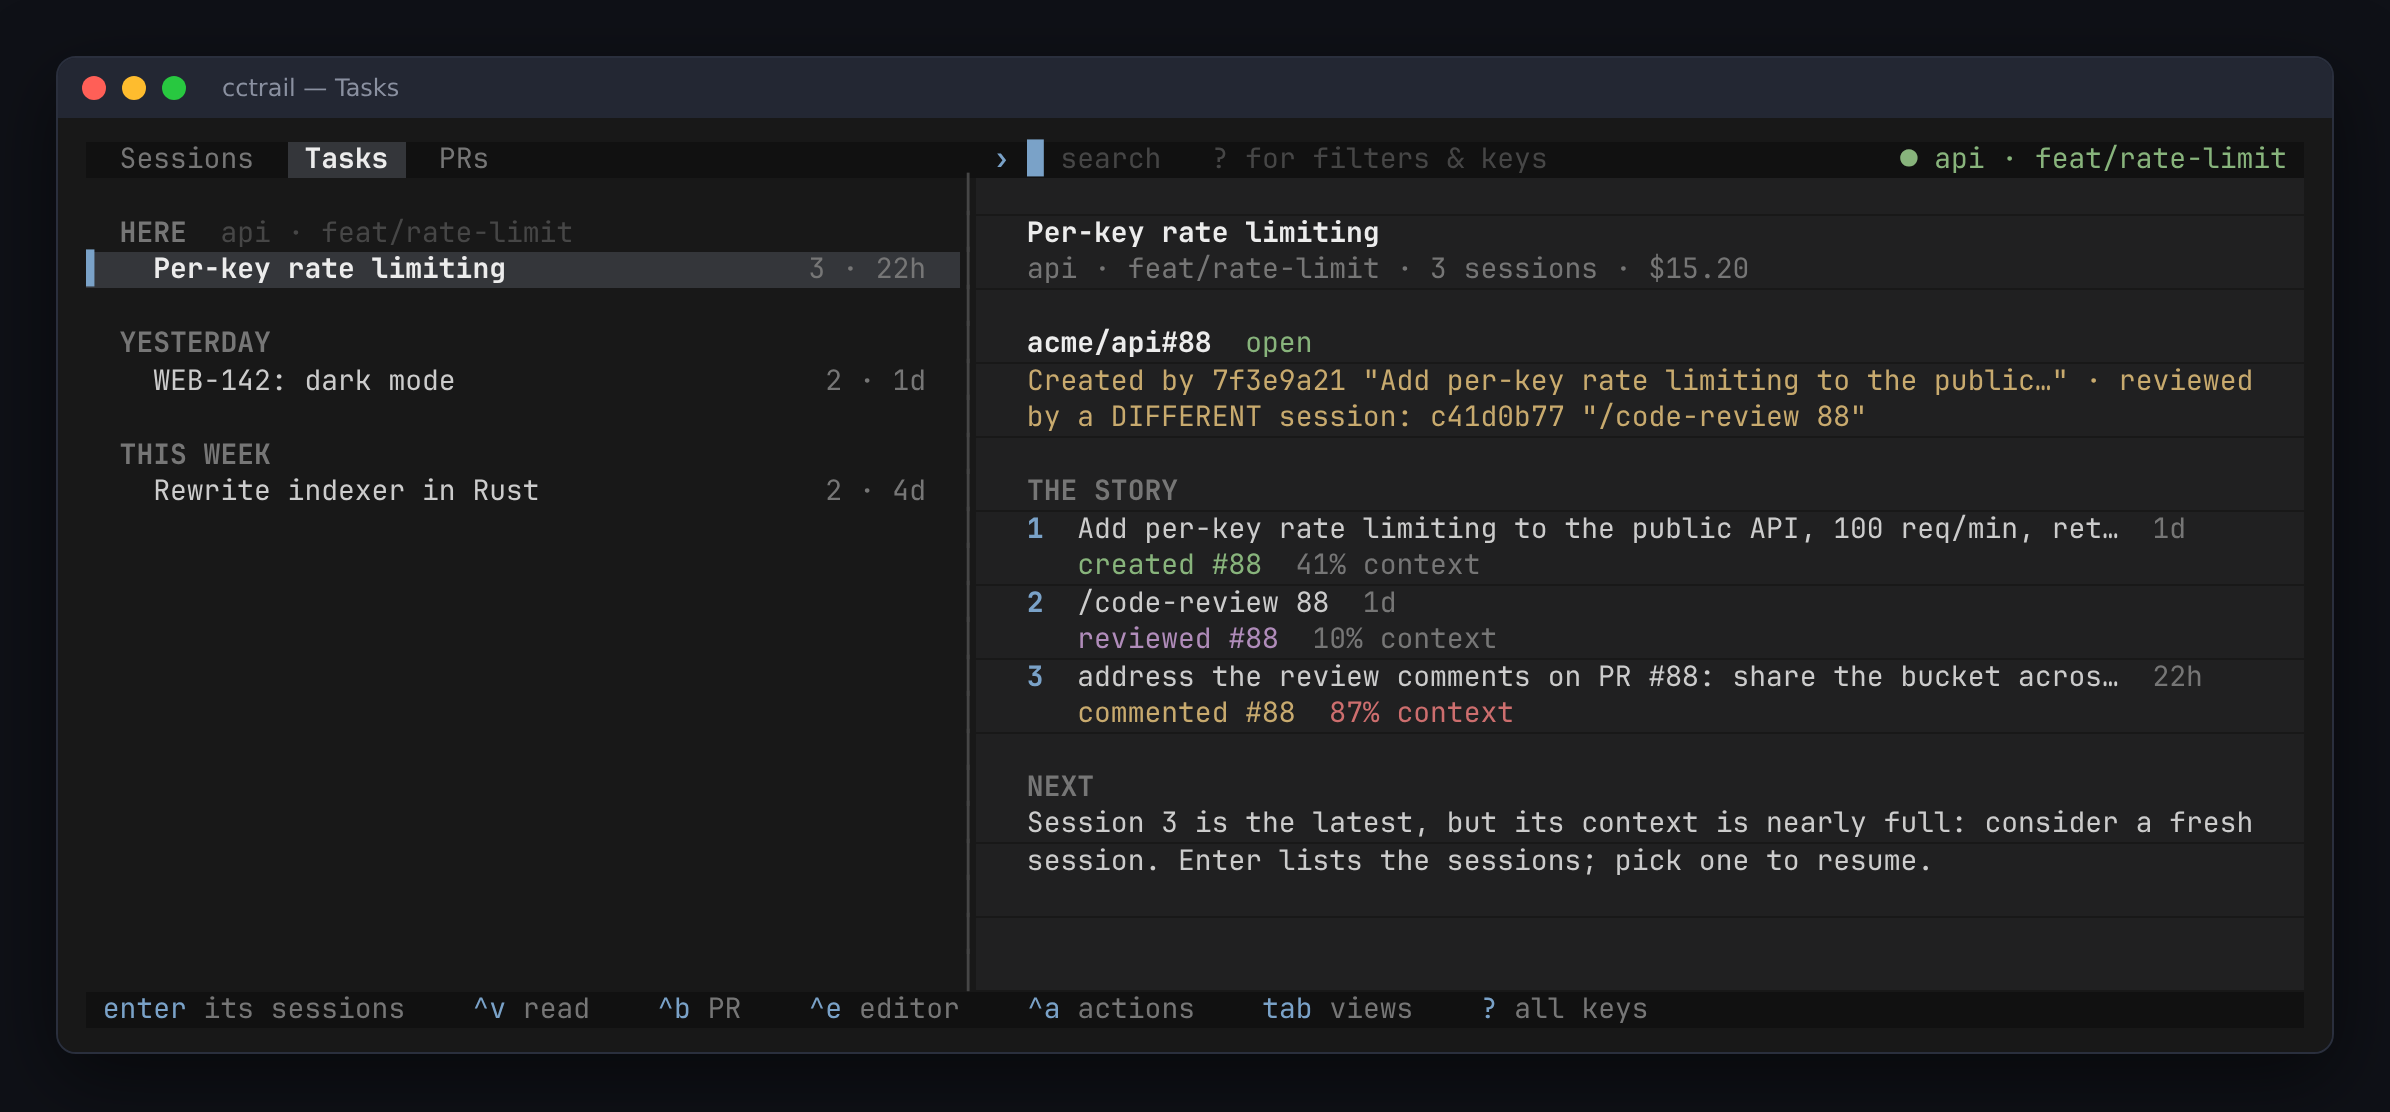 cctrail — Tasks
Sessions Tasks PRs
› search ? for filters & keys ● api · feat/rate-limit
HERE api · feat/rate-limit
Per-key rate limiting 3 · 22h
YESTERDAY
WEB-142: dark mode 2 · 1d
THIS WEEK
Rewrite indexer in Rust 2 · 4d
Per-key rate limiting
api · feat/rate-limit · 3 sessions · $15.20
acme/api#88 open
Created by 7f3e9a21 "Add per-key rate limiting to the public…" · reviewed
by a DIFFERENT session: c41d0b77 "/code-review 88"
THE STORY
1 Add per-key rate limiting to the public API, 100 req/min, ret… 1d
created #88 41% context
2 /code-review 88 1d
reviewed #88 10% context
3 address the review comments on PR #88: share the bucket acros… 22h
commented #88 87% context
NEXT
Session 3 is the latest, but its context is nearly full: consider a fresh
session. Enter lists the sessions; pick one to resume.
enter its sessions ^v read ^b PR ^e editor ^a actions tab views ? all keys